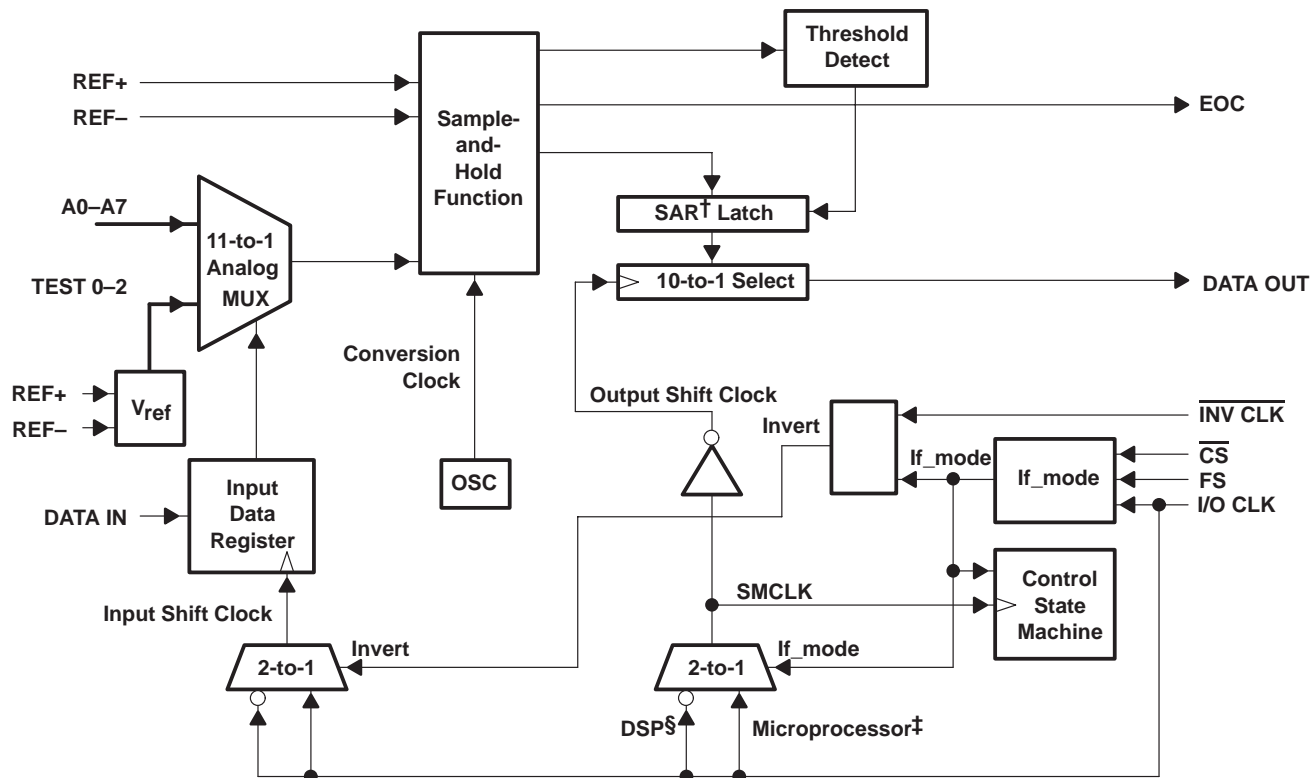 Threshold
Detect
REF+
REF–
Sample-
and-
Hold
Function
EOC
A0–A7
11-to-1
Analog
MUX
SAR† Latch
TEST 0–2
10-to-1 Select
DATA OUT
Conversion
Clock
REF+
REF–
Vref
Output Shift Clock
Invert
INV CLK
CS
If_mode
If_mode
FS
I/O CLK
Input
Data
Register
OSC
DATA IN
Control
State
Machine
SMCLK
Input Shift Clock
2-to-1
Invert
2-to-1
If_mode
DSP§
Microprocessor‡